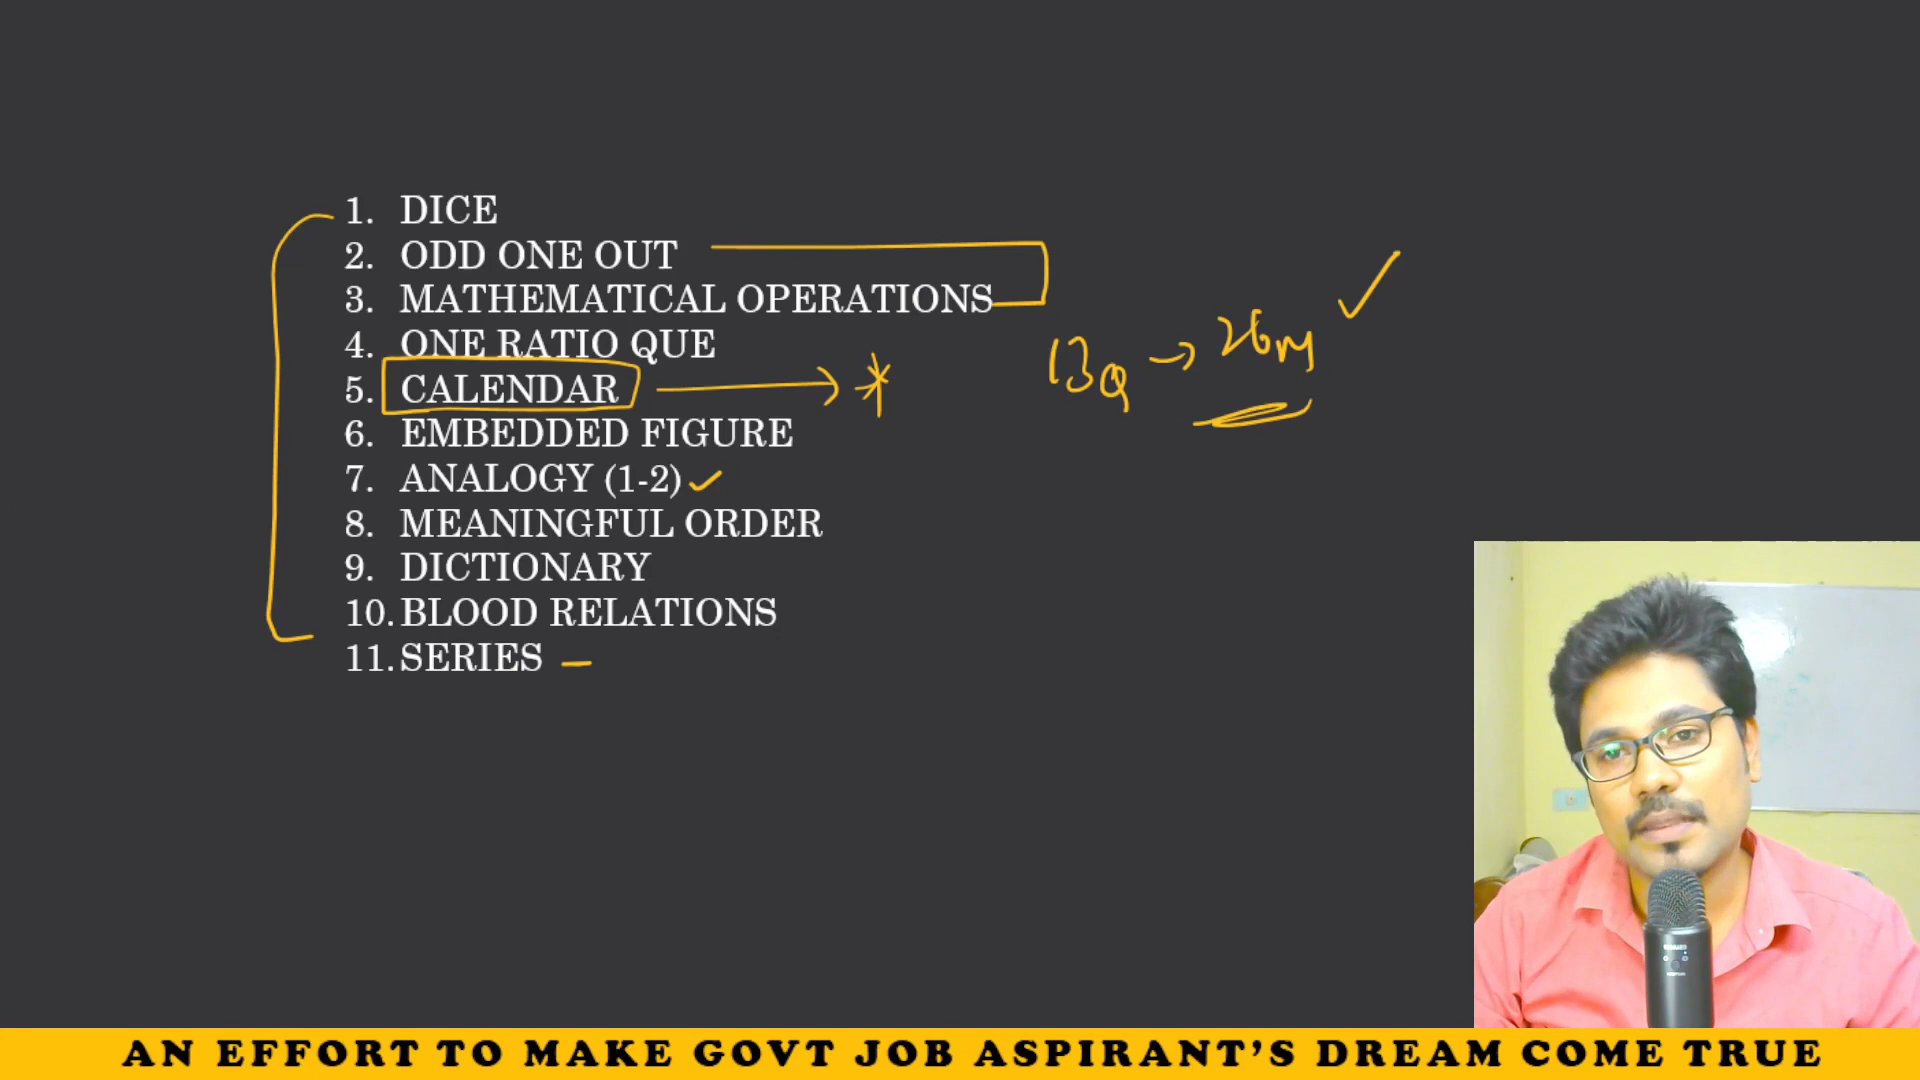 1. DICE
2. ODD ONE OUT
3. MATHEMATICAL OPERATIONS
4. ONE RATIO QUE
5. CALENDAR → *
6. EMBEDDED FIGURE
7. ANALOGY (1-2) ✓
8. MEANINGFUL ORDER
9. DICTIONARY
10. BLOOD RELATIONS
11. SERIES –
13Q → 26M ✓
AN EFFORT TO MAKE GOVT JOB ASPIRANT'S DREAM COME TRUE